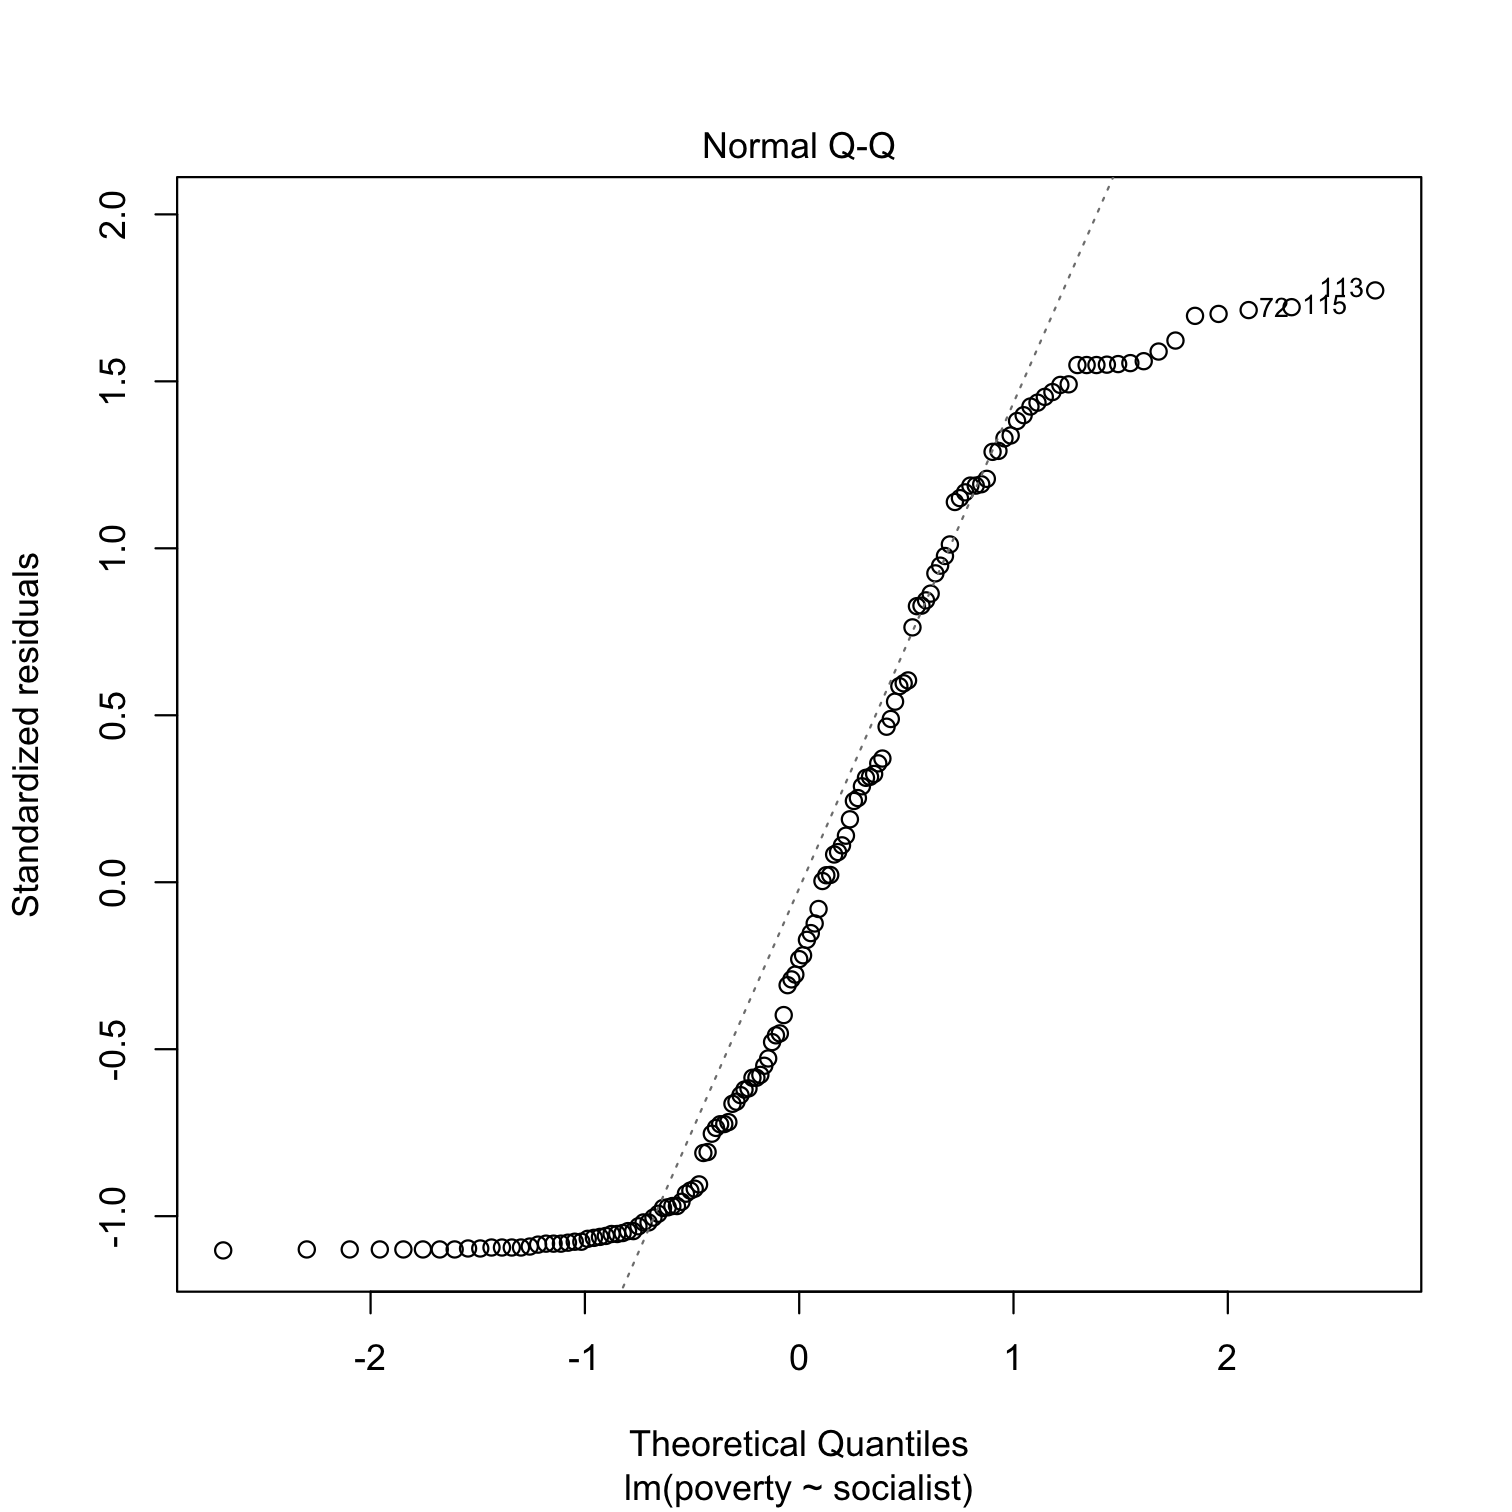 Normal Q-Q
2.0
1.5
1.0
0.5
0.0
-0.5
-1.0
Standardized residuals
113
72
115
-2 -1 0 1 2
Theoretical Quantiles
lm(poverty ~ socialist)